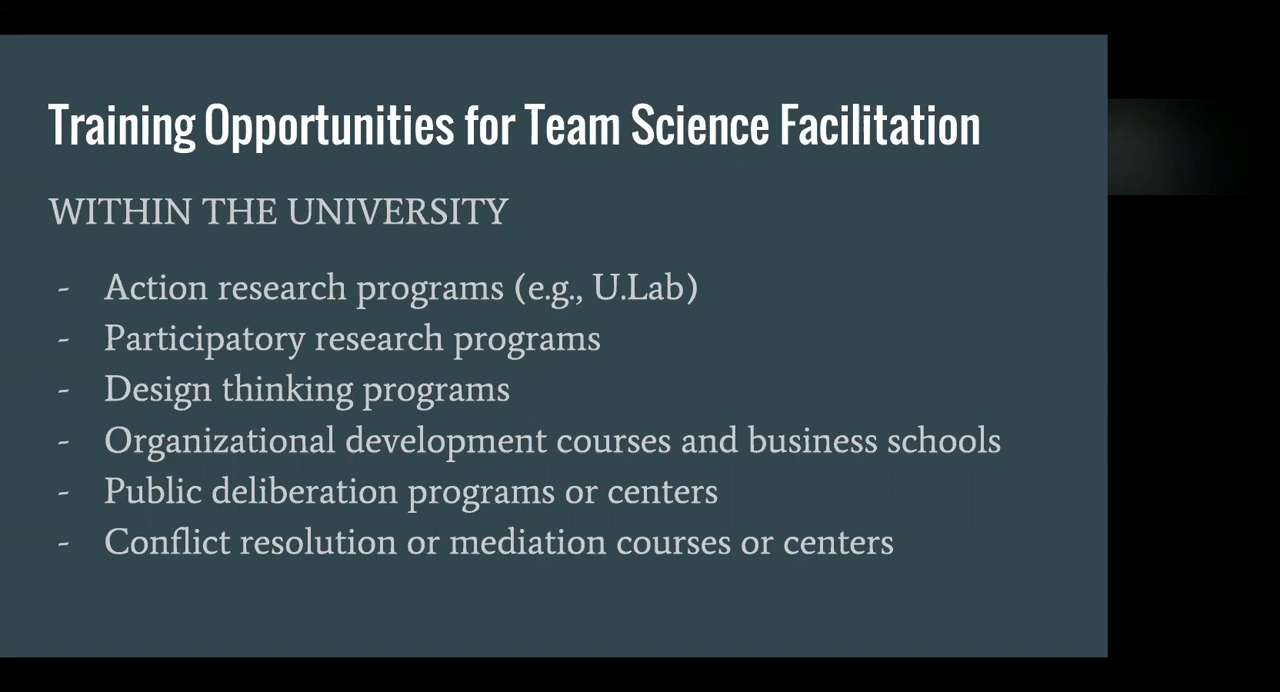 Training Opportunities for Team Science Facilitation
WITHIN THE UNIVERSITY
- Action research programs (e.g., U.Lab)
- Participatory research programs
- Design thinking programs
- Organizational development courses and business schools
- Public deliberation programs or centers
- Conflict resolution or mediation courses or centers